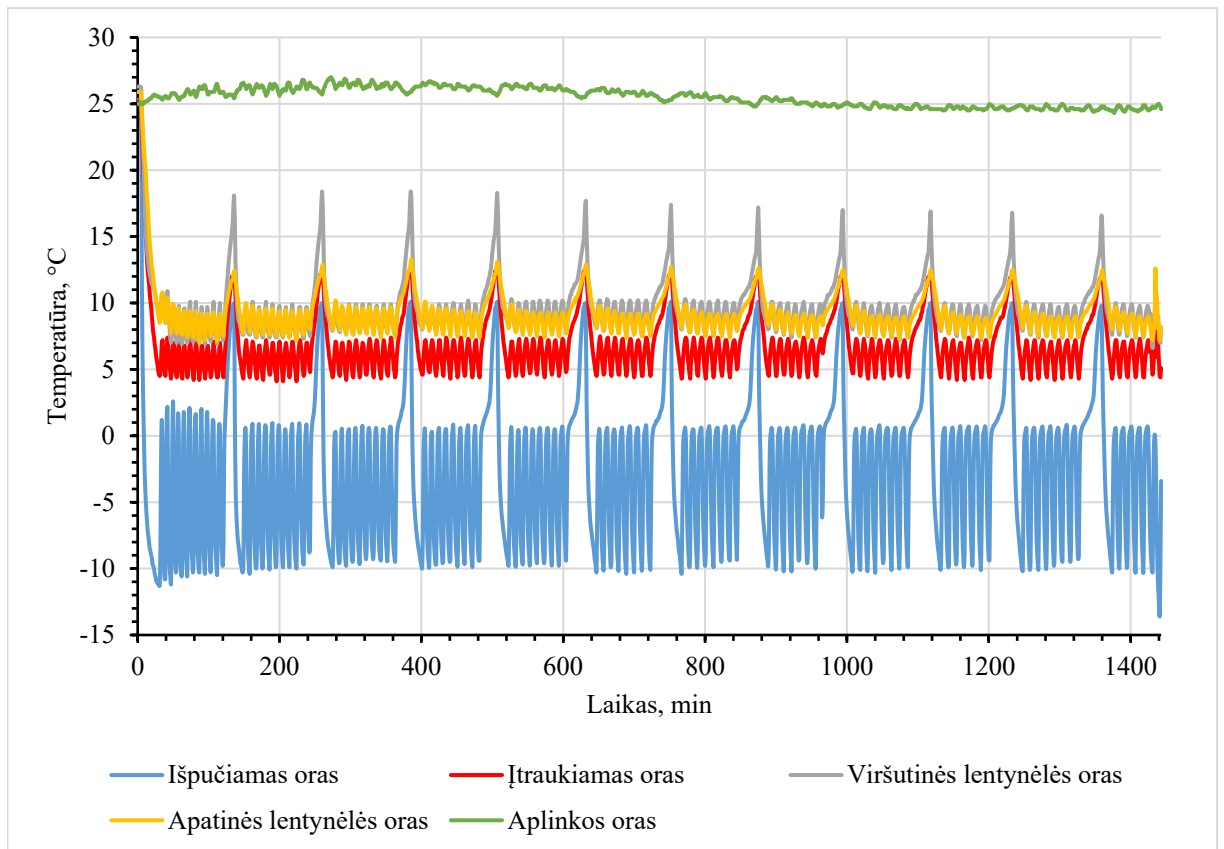 30
25
20
15
10
5
0
-5
-10
-15
Temperatūra, °C
0 200 400 600 800 1000 1200 1400
Laikas, min
Išpučiamas oras Įtraukiamas oras Viršutinės lentynėlės oras
Apatinės lentynėlės oras Aplinkos oras